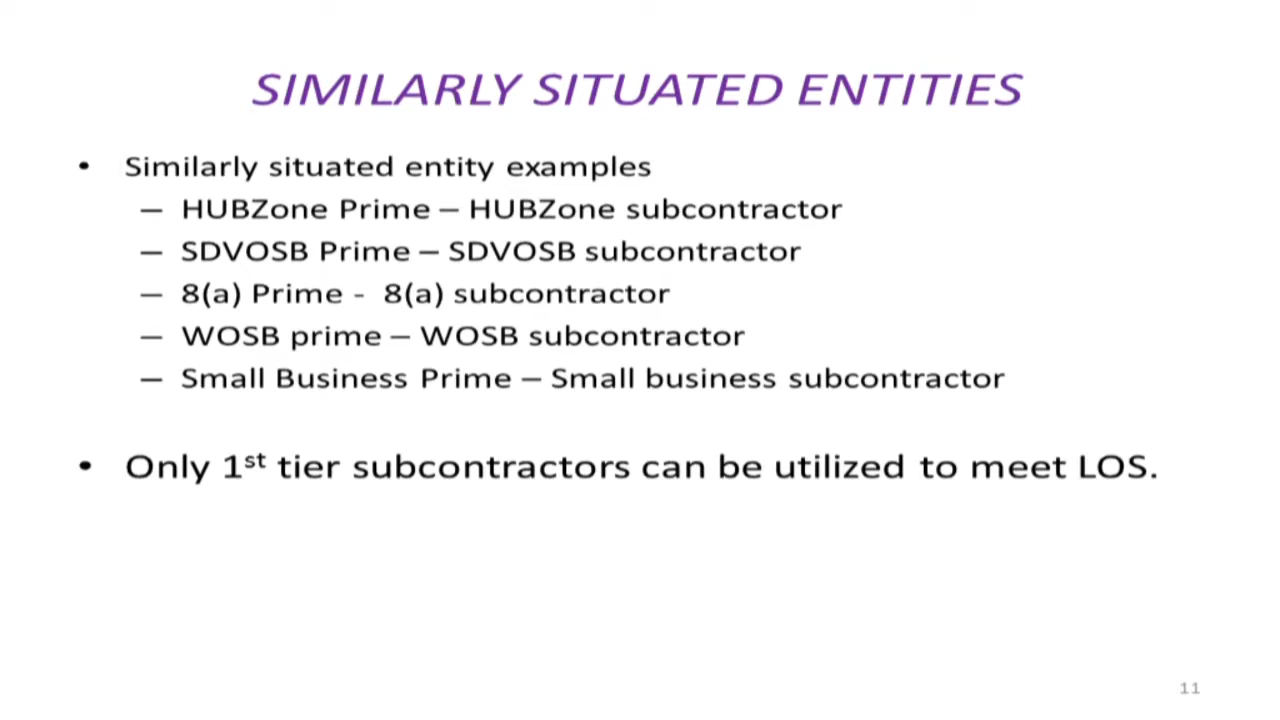 SIMILARLY SITUATED ENTITIES
• Similarly situated entity examples
– HUBZone Prime – HUBZone subcontractor
– SDVOSB Prime – SDVOSB subcontractor
– 8(a) Prime - 8(a) subcontractor
– WOSB prime – WOSB subcontractor
– Small Business Prime – Small business subcontractor
• Only 1st tier subcontractors can be utilized to meet LOS.
11